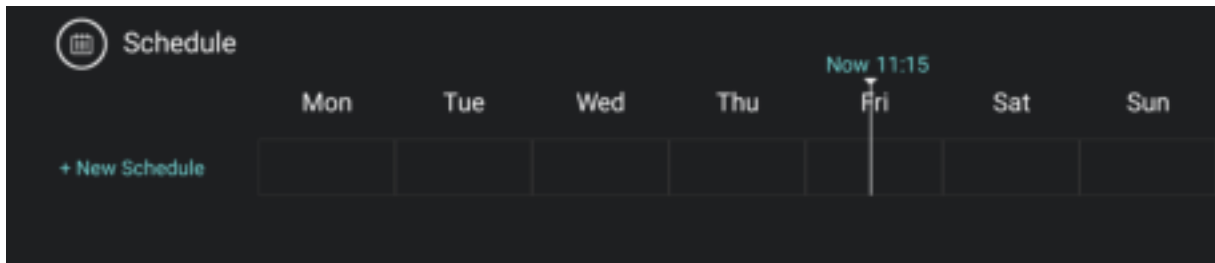 Schedule
Now 11:15
Mon Tue Wed Thu Fri Sat Sun
+ New Schedule